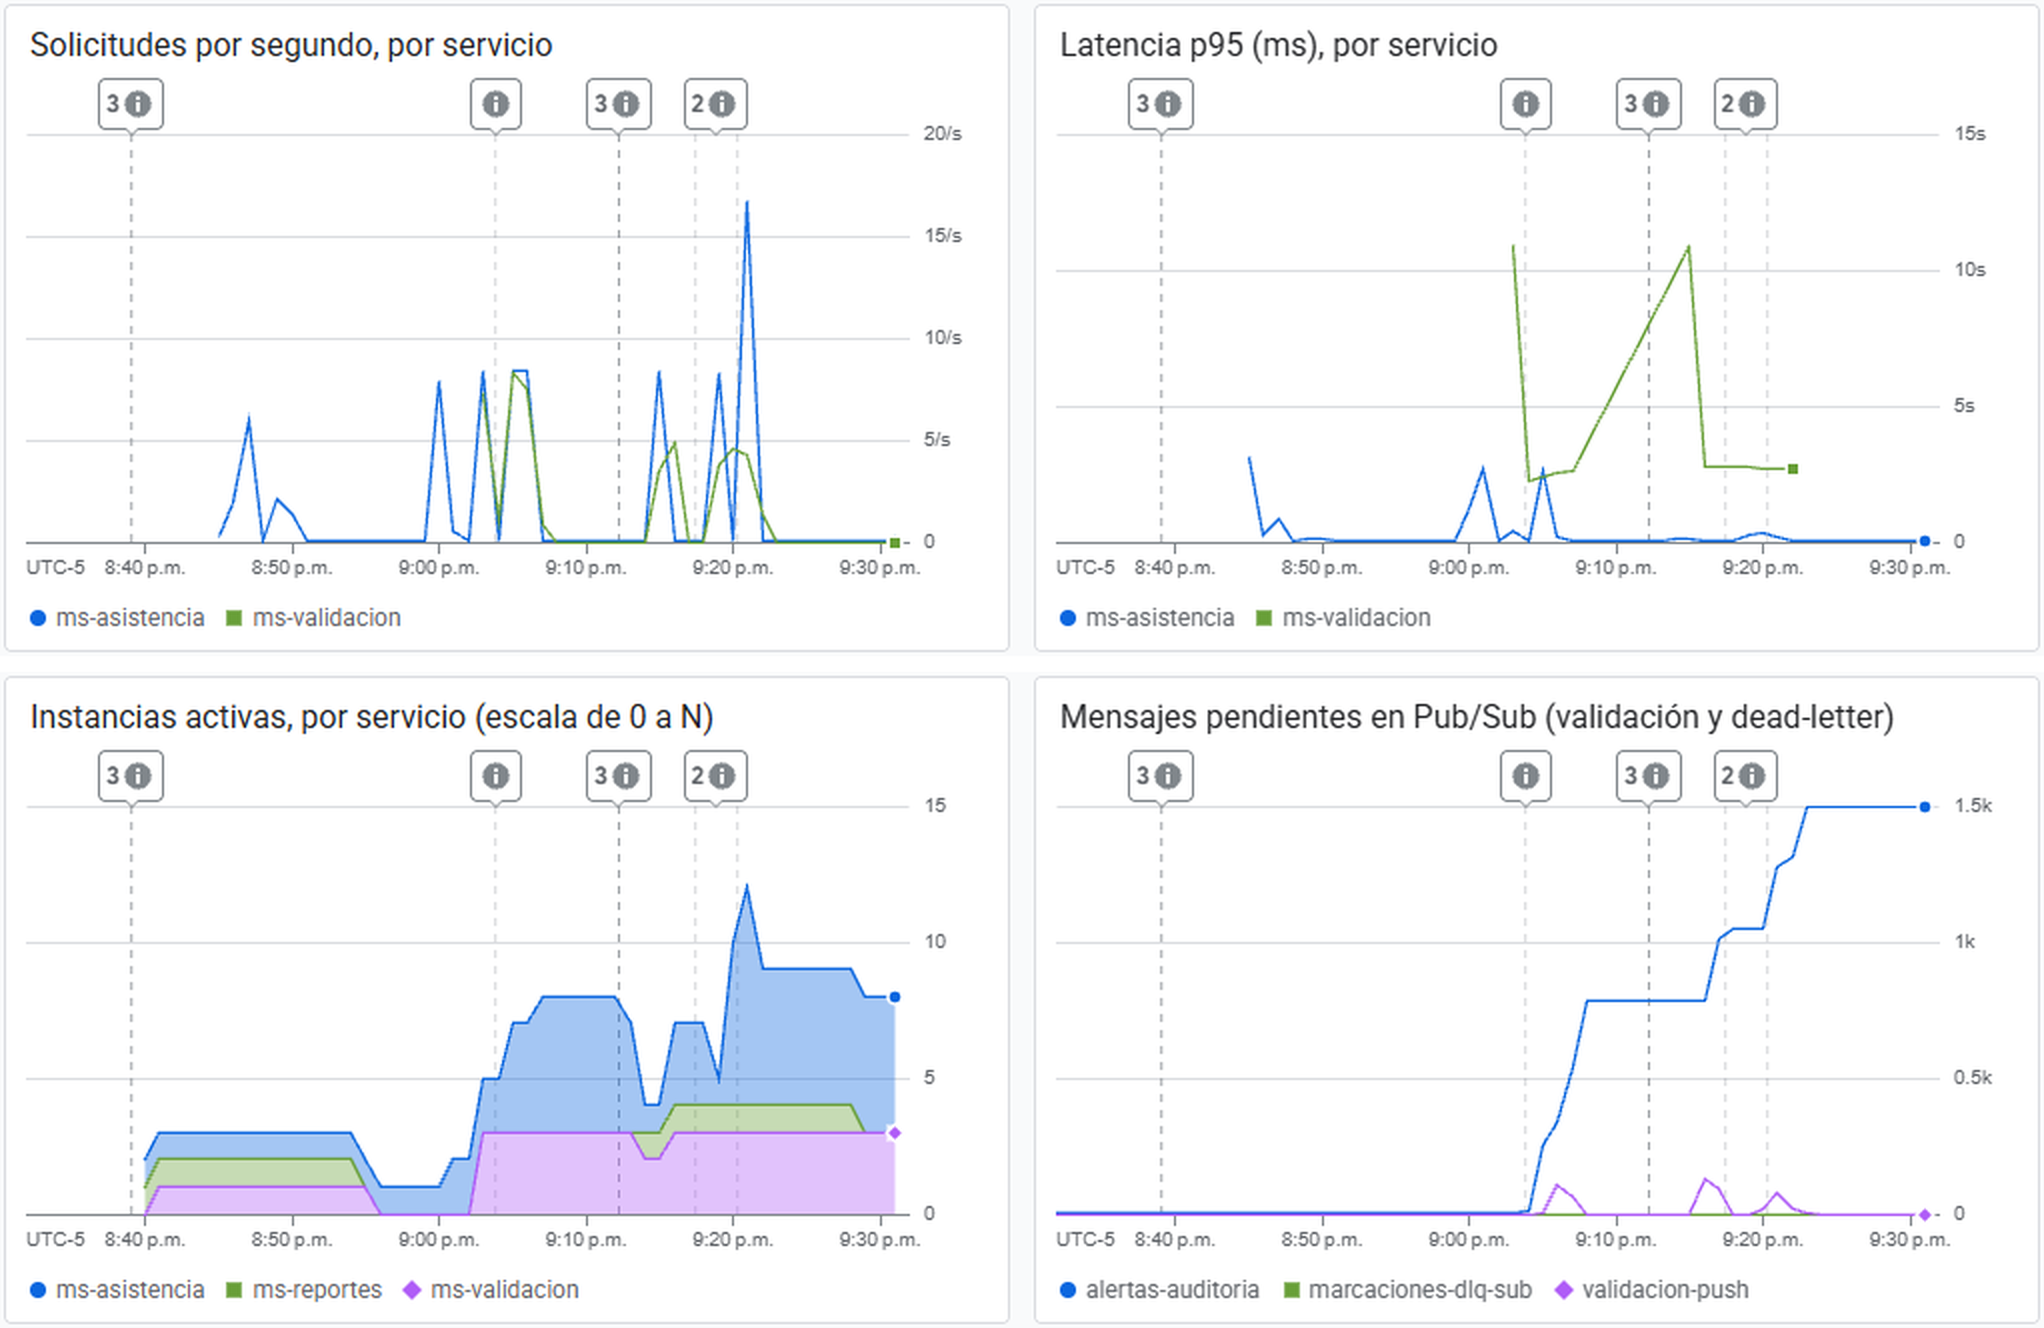 Solicitudes por segundo, por servicio
3 2
3
20/s
15/s
10/s
5/s
0
UTC-5 8:40 p.m. 8:50 p.m. 9:00 p.m. 9:10 p.m. 9:20 p.m. 9:30 p.m.
ms-asistencia ms-validacion
Latencia p95 (ms), por servicio
3 3 2
15s
10s
5s
0
UTC-5 8:40 p.m. 8:50 p.m. 9:00 p.m. 9:10 p.m. 9:20 p.m. 9:30 p.m.
ms-asistencia ms-validacion
Instancias activas, por servicio (escala de 0 a N)
3 3 2
15
10
5
0
UTC-5 8:40 p.m. 8:50 p.m. 9:00 p.m. 9:10 p.m. 9:20 p.m. 9:30 p.m.
ms-asistencia ms-reportes ms-validacion
Mensajes pendientes en Pub/Sub (validación y dead-letter)
3 3 2
1.5k
1k
0.5k
0
UTC-5 8:40 p.m. 8:50 p.m. 9:00 p.m. 9:10 p.m. 9:20 p.m. 9:30 p.m.
alertas-auditoria marcaciones-dlq-sub validacion-push